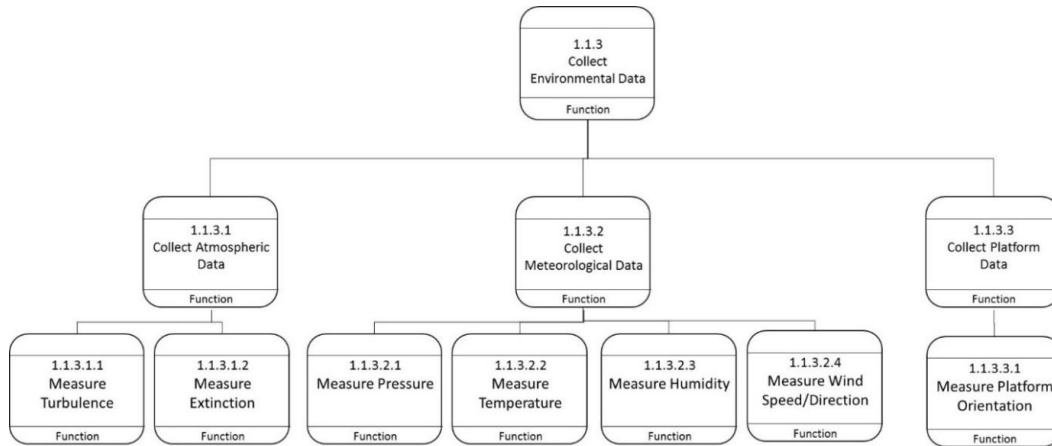 1.1.3
Collect
Environmental Data
Function
1.1.3.1
Collect Atmospheric
Data
Function
1.1.3.2
Collect
Meteorological Data
Function
1.1.3.3
Collect Platform
Data
Function
1.1.3.1.1
Measure
Turbulence
Function
1.1.3.1.2
Measure
Extinction
Function
1.1.3.2.1
Measure Pressure
Function
1.1.3.2.2
Measure
Temperature
Function
1.1.3.2.3
Measure Humidity
Function
1.1.3.2.4
Measure Wind
Speed/Direction
Function
1.1.3.3.1
Measure Platform
Orientation
Function